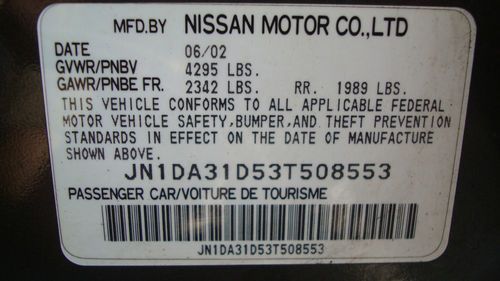 MFD.BY NISSAN MOTOR CO.,LTD
DATE 06/02
GVWR/PNBV 4295 LBS.
GAWR/PNBE FR. 2342 LBS. RR. 1989 LBS.
THIS VEHICLE CONFORMS TO ALL APPLICABLE FEDERAL
MOTOR VEHICLE SAFETY,BUMPER,AND THEFT PREVENTION
STANDARDS IN EFFECT ON THE DATE OF MANUFACTURE
SHOWN ABOVE.
JN1DA31D53T508553
PASSENGER CAR/VOITURE DE TOURISME
JN1DA31D53T508553